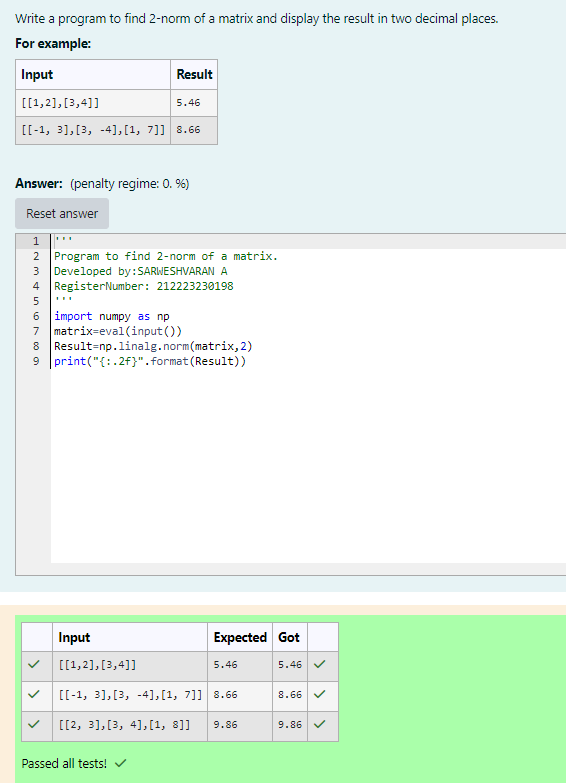 Write a program to find 2-norm of a matrix and display the result in two decimal places.
For example:
Input Result
[[1,2],[3,4]] 5.46
[[-1, 3],[3, -4],[1, 7]] 8.66
Answer: (penalty regime: 0. %)
Reset answer
1 '''
2 Program to find 2-norm of a matrix.
3 Developed by:SARWESHVARAN A
4 RegisterNumber: 212223230198
5 '''
6 import numpy as np
7 matrix=eval(input())
8 Result=np.linalg.norm(matrix,2)
9 print("{:.2f}".format(Result))
Input Expected Got
[[1,2],[3,4]] 5.46 5.46
[[-1, 3],[3, -4],[1, 7]] 8.66 8.66
[[2, 3],[3, 4],[1, 8]] 9.86 9.86
Passed all tests!